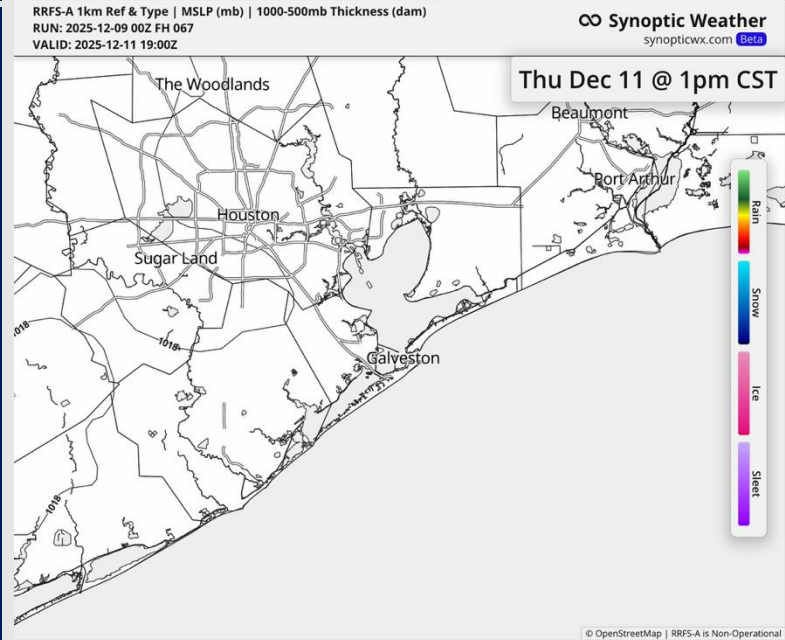 RRFS-A 1km Ref & Type | MSLP (mb) | 1000-500mb Thickness (dam)
RUN: 2025-12-09 00Z FH 067
VALID: 2025-12-11 19:00Z
Synoptic Weather
synopticwx.com Beta
Thu Dec 11 @ 1pm CST
The Woodlands
Beaumont
Port Arthur
Houston
Sugar Land
Galveston
1018
1018
1018
Rain
Snow
Ice
Sleet
© OpenStreetMap | RRFS-A is Non-Operational